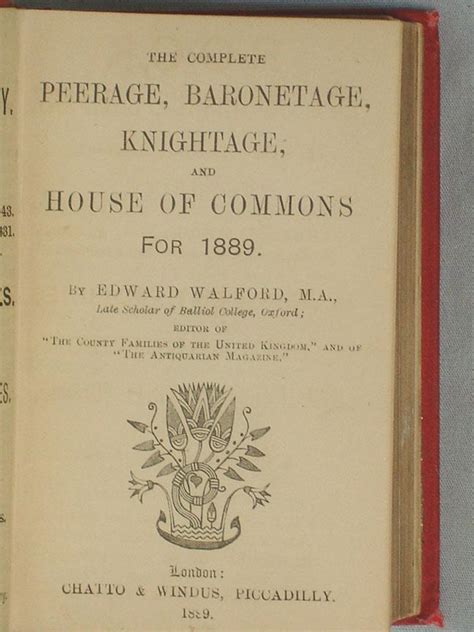 THE COMPLETE
PEERAGE, BARONETAGE,
KNIGHTAGE,
AND
HOUSE OF COMMONS
FOR 1889.
BY EDWARD WALFORD, M.A.,
Late Scholar of Balliol College, Oxford;
EDITOR OF
"THE COUNTY FAMILIES OF THE UNITED KINGDOM," AND OF
"THE ANTIQUARIAN MAGAZINE,"
London:
CHATTO & WINDUS, PICCADILLY.
1889.